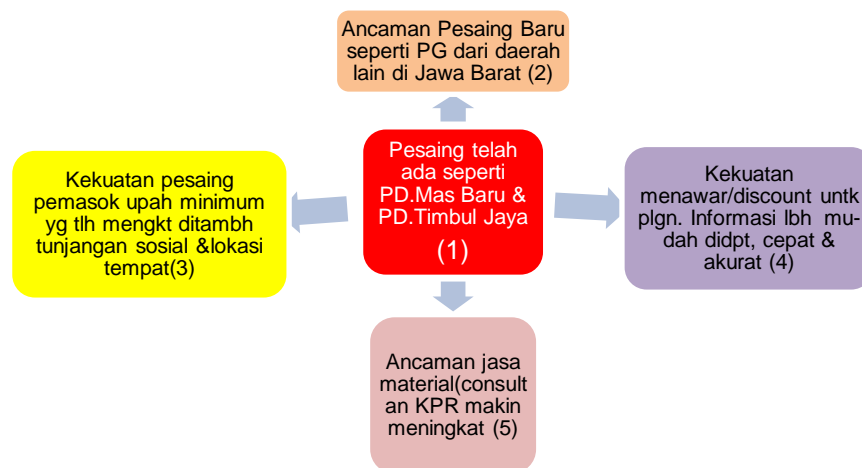 Ancaman Pesaing Baru
seperti PG dari daerah
lain di Jawa Barat (2)
Pesaing telah
ada seperti
PD.Mas Baru &
PD.Timbul Jaya
(1)
Kekuatan pesaing
pemasok upah minimum
yg tlh mengkt ditambh
tunjangan sosial &lokasi
tempat(3)
Kekuatan
menawar/discount untk
plgn. Informasi lbh mu-
dah didpt, cepat &
akurat (4)
Ancaman jasa
material(consult
an KPR makin
meningkat (5)